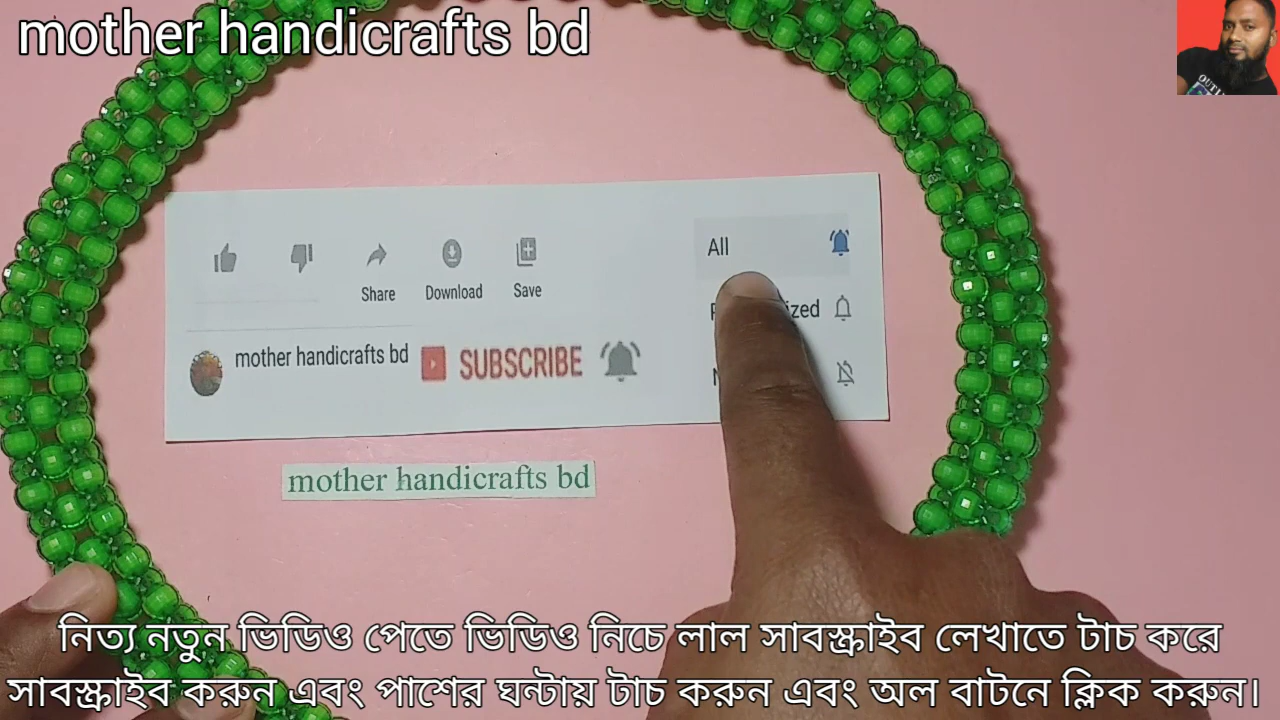 mother handicrafts bd
OUTL
All
Share
Download
Save
mother handicrafts bd
SUBSCRIBE
mother handicrafts bd
নিত্য নতুন ভিডিও পেতে ভিডিও নিচে লাল সাবস্ক্রাইব লেখাতে টাচ করে
সাবস্ক্রাইব করুন এবং পাশের ঘন্টায় টাচ করুন এবং অল বাটনে ক্লিক করুন।